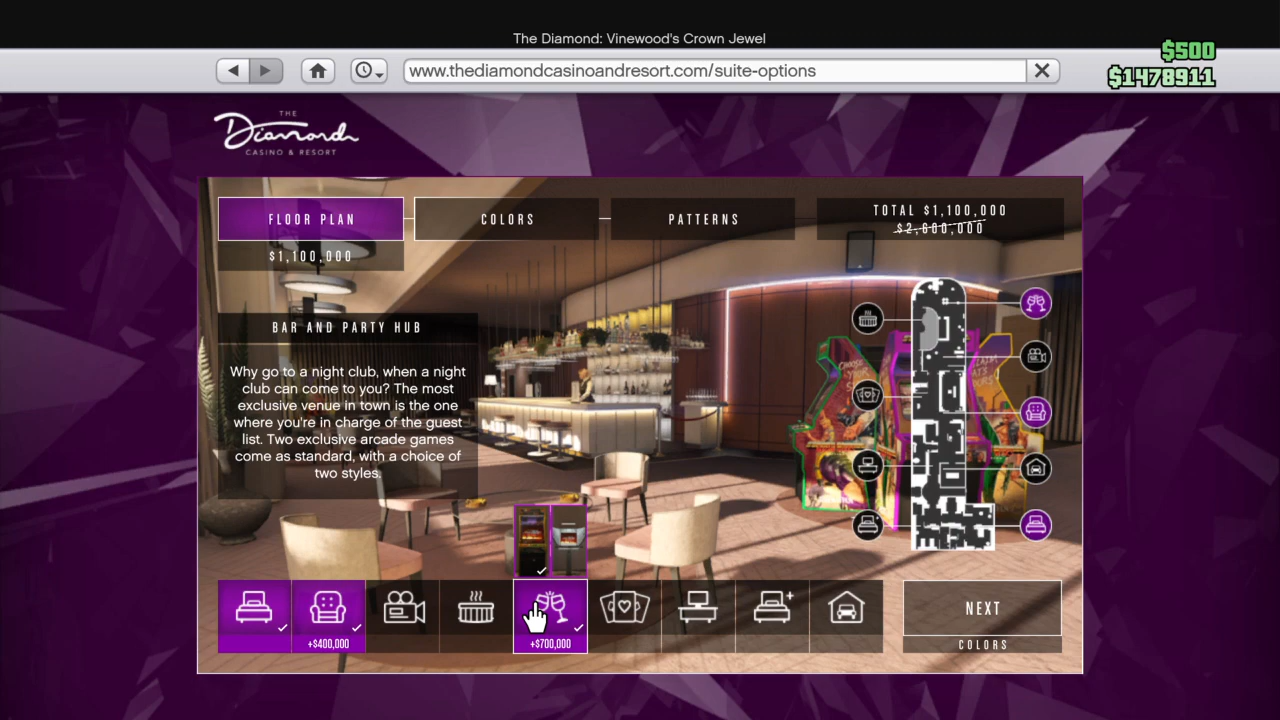 The Diamond: Vinewood's Crown Jewel
www.thediamondcasinoandresort.com/suite-options
$500
$1478911
THE
Diamond
CASINO & RESORT
FLOOR PLAN
COLORS
PATTERNS
TOTAL $1,100,000
$2,600,000
$1,100,000
BAR AND PARTY HUB
Why go to a night club, when a night
club can come to you? The most
exclusive venue in town is the one
where you're in charge of the guest
list. Two exclusive arcade games
come as standard, with a choice of
two styles.
+$400,000
+$700,000
NEXT
COLORS